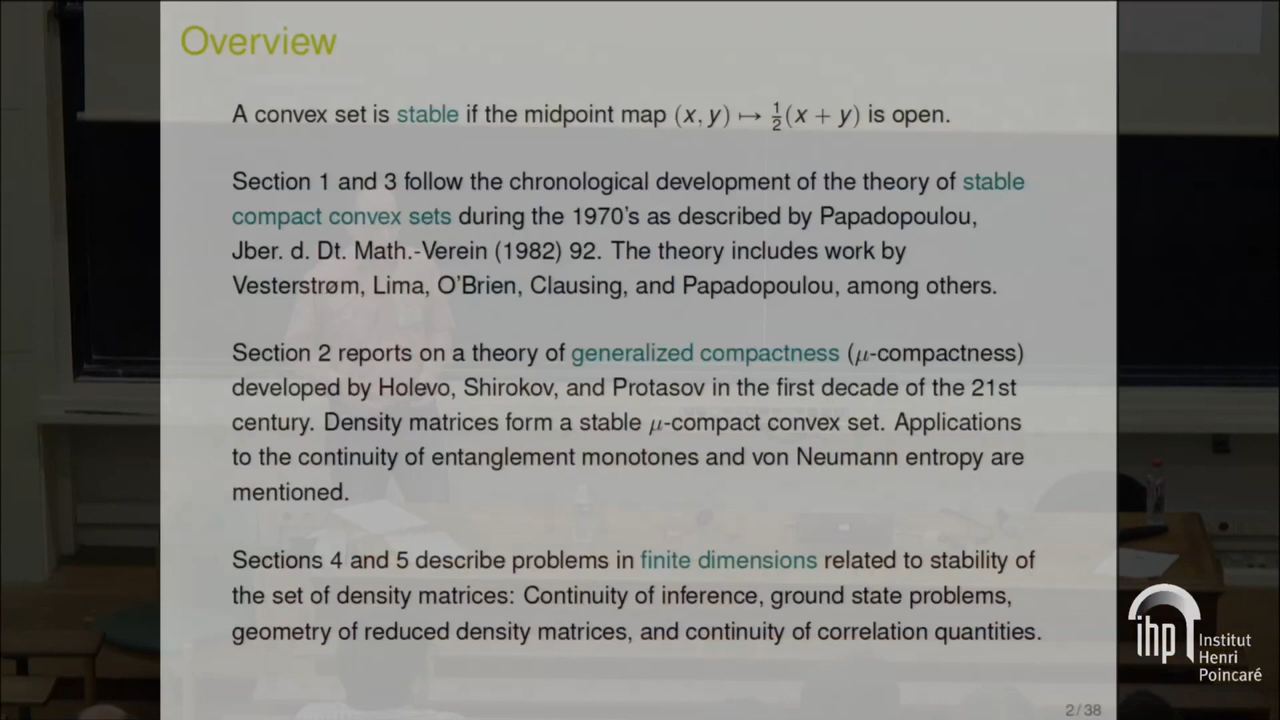 Overview
A convex set is stable if the midpoint map (x, y) ↦ ½(x + y) is open.
Section 1 and 3 follow the chronological development of the theory of stable
compact convex sets during the 1970's as described by Papadopoulou,
Jber. d. Dt. Math.-Verein (1982) 92. The theory includes work by
Vesterstrøm, Lima, O'Brien, Clausing, and Papadopoulou, among others.
Section 2 reports on a theory of generalized compactness (μ-compactness)
developed by Holevo, Shirokov, and Protasov in the first decade of the 21st
century. Density matrices form a stable μ-compact convex set. Applications
to the continuity of entanglement monotones and von Neumann entropy are
mentioned.
Sections 4 and 5 describe problems in finite dimensions related to stability of
the set of density matrices: Continuity of inference, ground state problems,
geometry of reduced density matrices, and continuity of correlation quantities.
ihp Institut
Henri
Poincaré
2/38